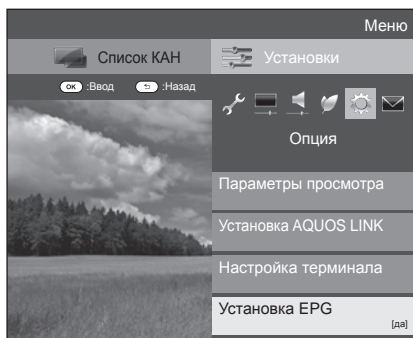 Меню
Список КАН
Установки
OK :Ввод :Назад
Опция
Параметры просмотра
Установка AQUOS LINK
Настройка терминала
Установка EPG
[да]